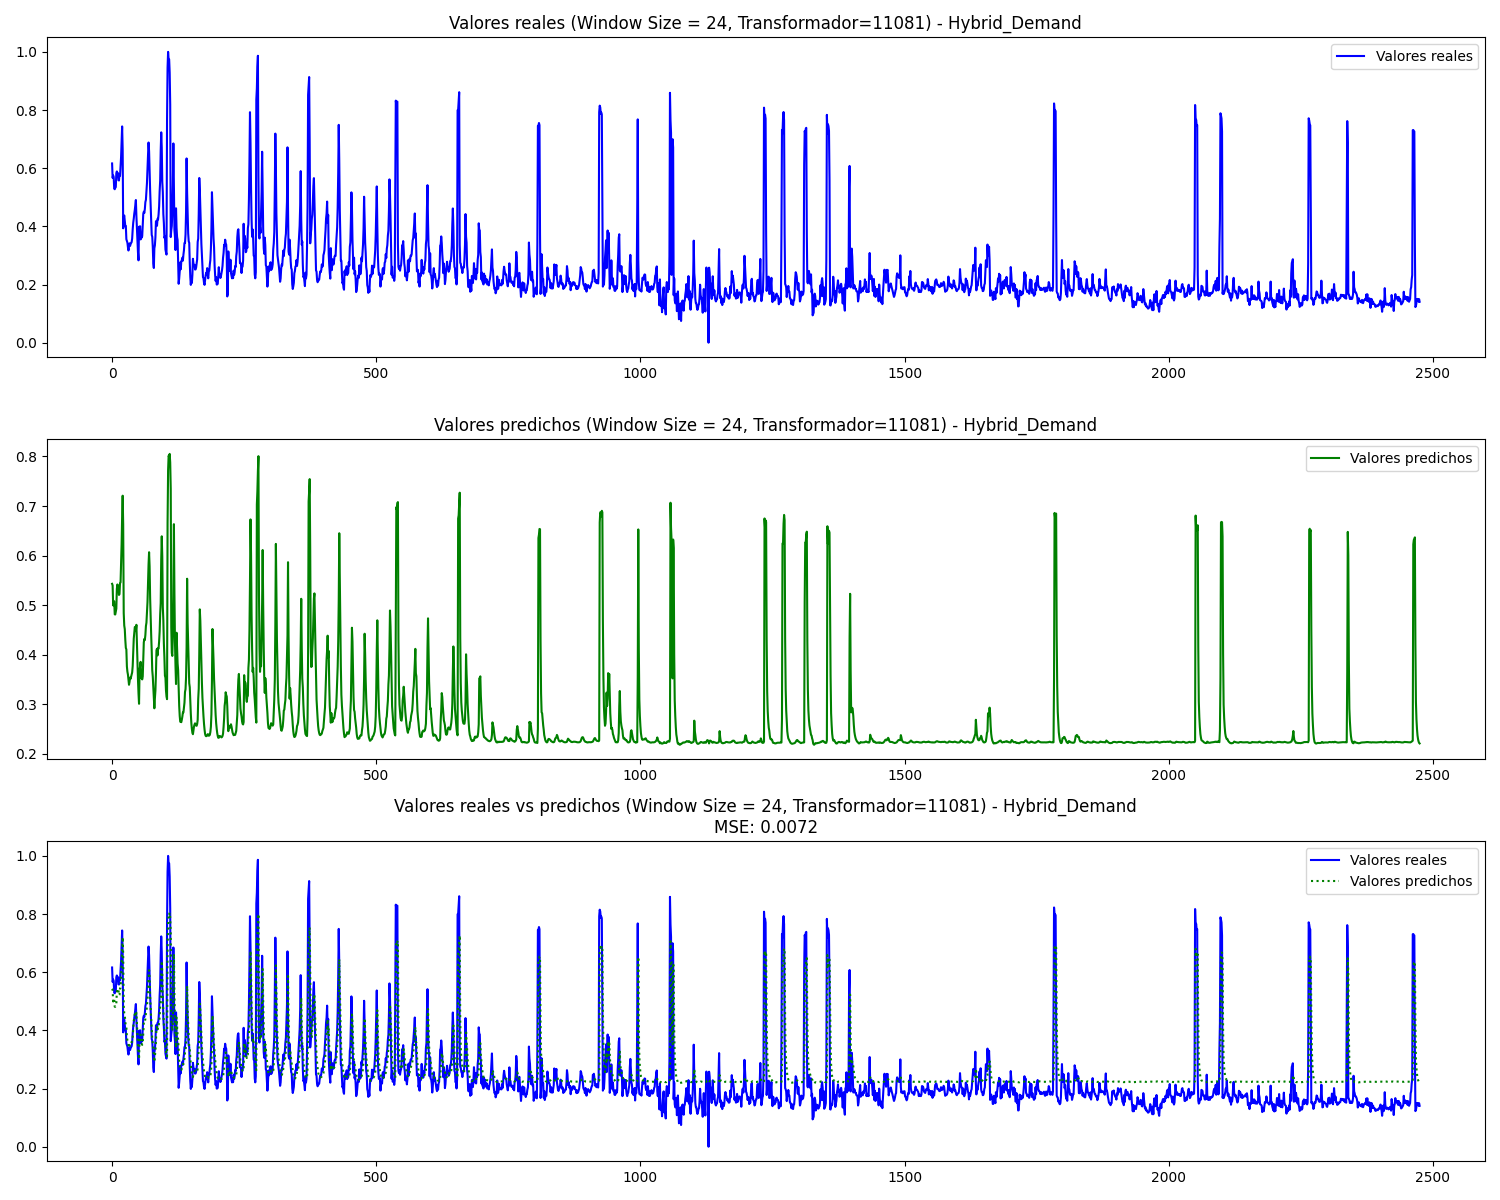 Valores reales (Window Size = 24, Transformador=11081) - Hybrid_Demand
Valores reales
1.0
0.8
0.6
0.4
0.2
0.0
0 500 1000 1500 2000 2500
Valores predichos (Window Size = 24, Transformador=11081) - Hybrid_Demand
Valores predichos
0.8
0.7
0.6
0.5
0.4
0.3
0.2
0 500 1000 1500 2000 2500
Valores reales vs predichos (Window Size = 24, Transformador=11081) - Hybrid_Demand
MSE: 0.0072
Valores reales
Valores predichos
1.0
0.8
0.6
0.4
0.2
0.0
0 500 1000 1500 2000 2500